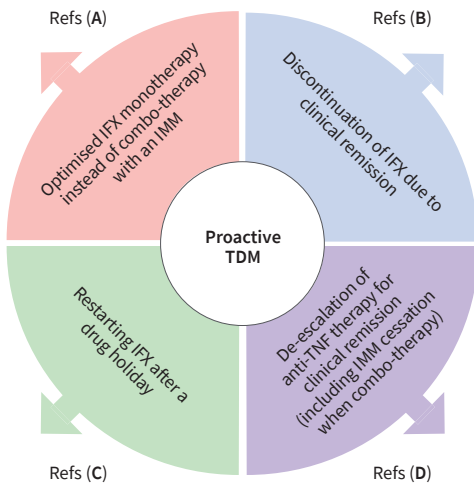 Refs (A)
Refs (B)
Optimised IFX monotherapy
instead of combo-therapy
with an IMM
Discontinuation of IFX due to
clinical remission
Proactive
TDM
Restarting IFX after a
drug holiday
De-escalation of
anti-TNF therapy for
clinical remission
(including IMM cessation
when combo-therapy)
Refs (C)
Refs (D)